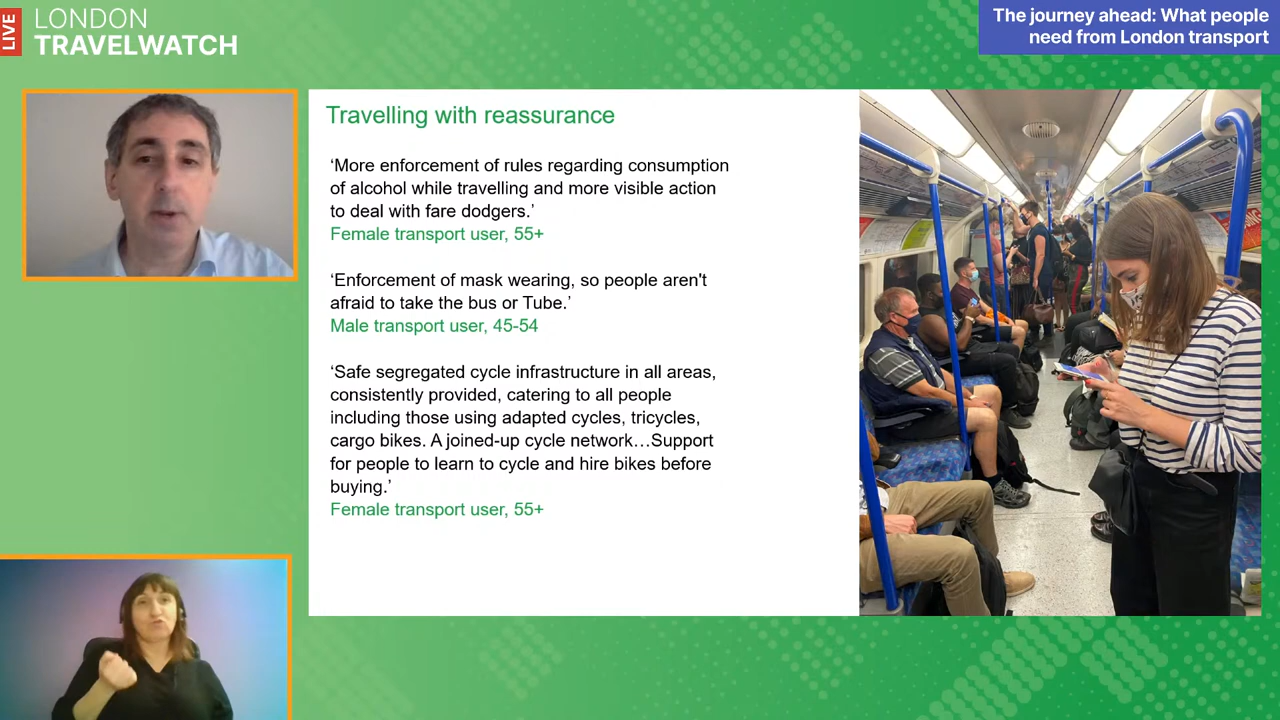 LIVE
LONDON
TRAVELWATCH
The journey ahead: What people
need from London transport
Travelling with reassurance
‘More enforcement of rules regarding consumption
of alcohol while travelling and more visible action
to deal with fare dodgers.’
Female transport user, 55+
‘Enforcement of mask wearing, so people aren't
afraid to take the bus or Tube.’
Male transport user, 45-54
‘Safe segregated cycle infrastructure in all areas,
consistently provided, catering to all people
including those using adapted cycles, tricycles,
cargo bikes. A joined-up cycle network…Support
for people to learn to cycle and hire bikes before
buying.’
Female transport user, 55+